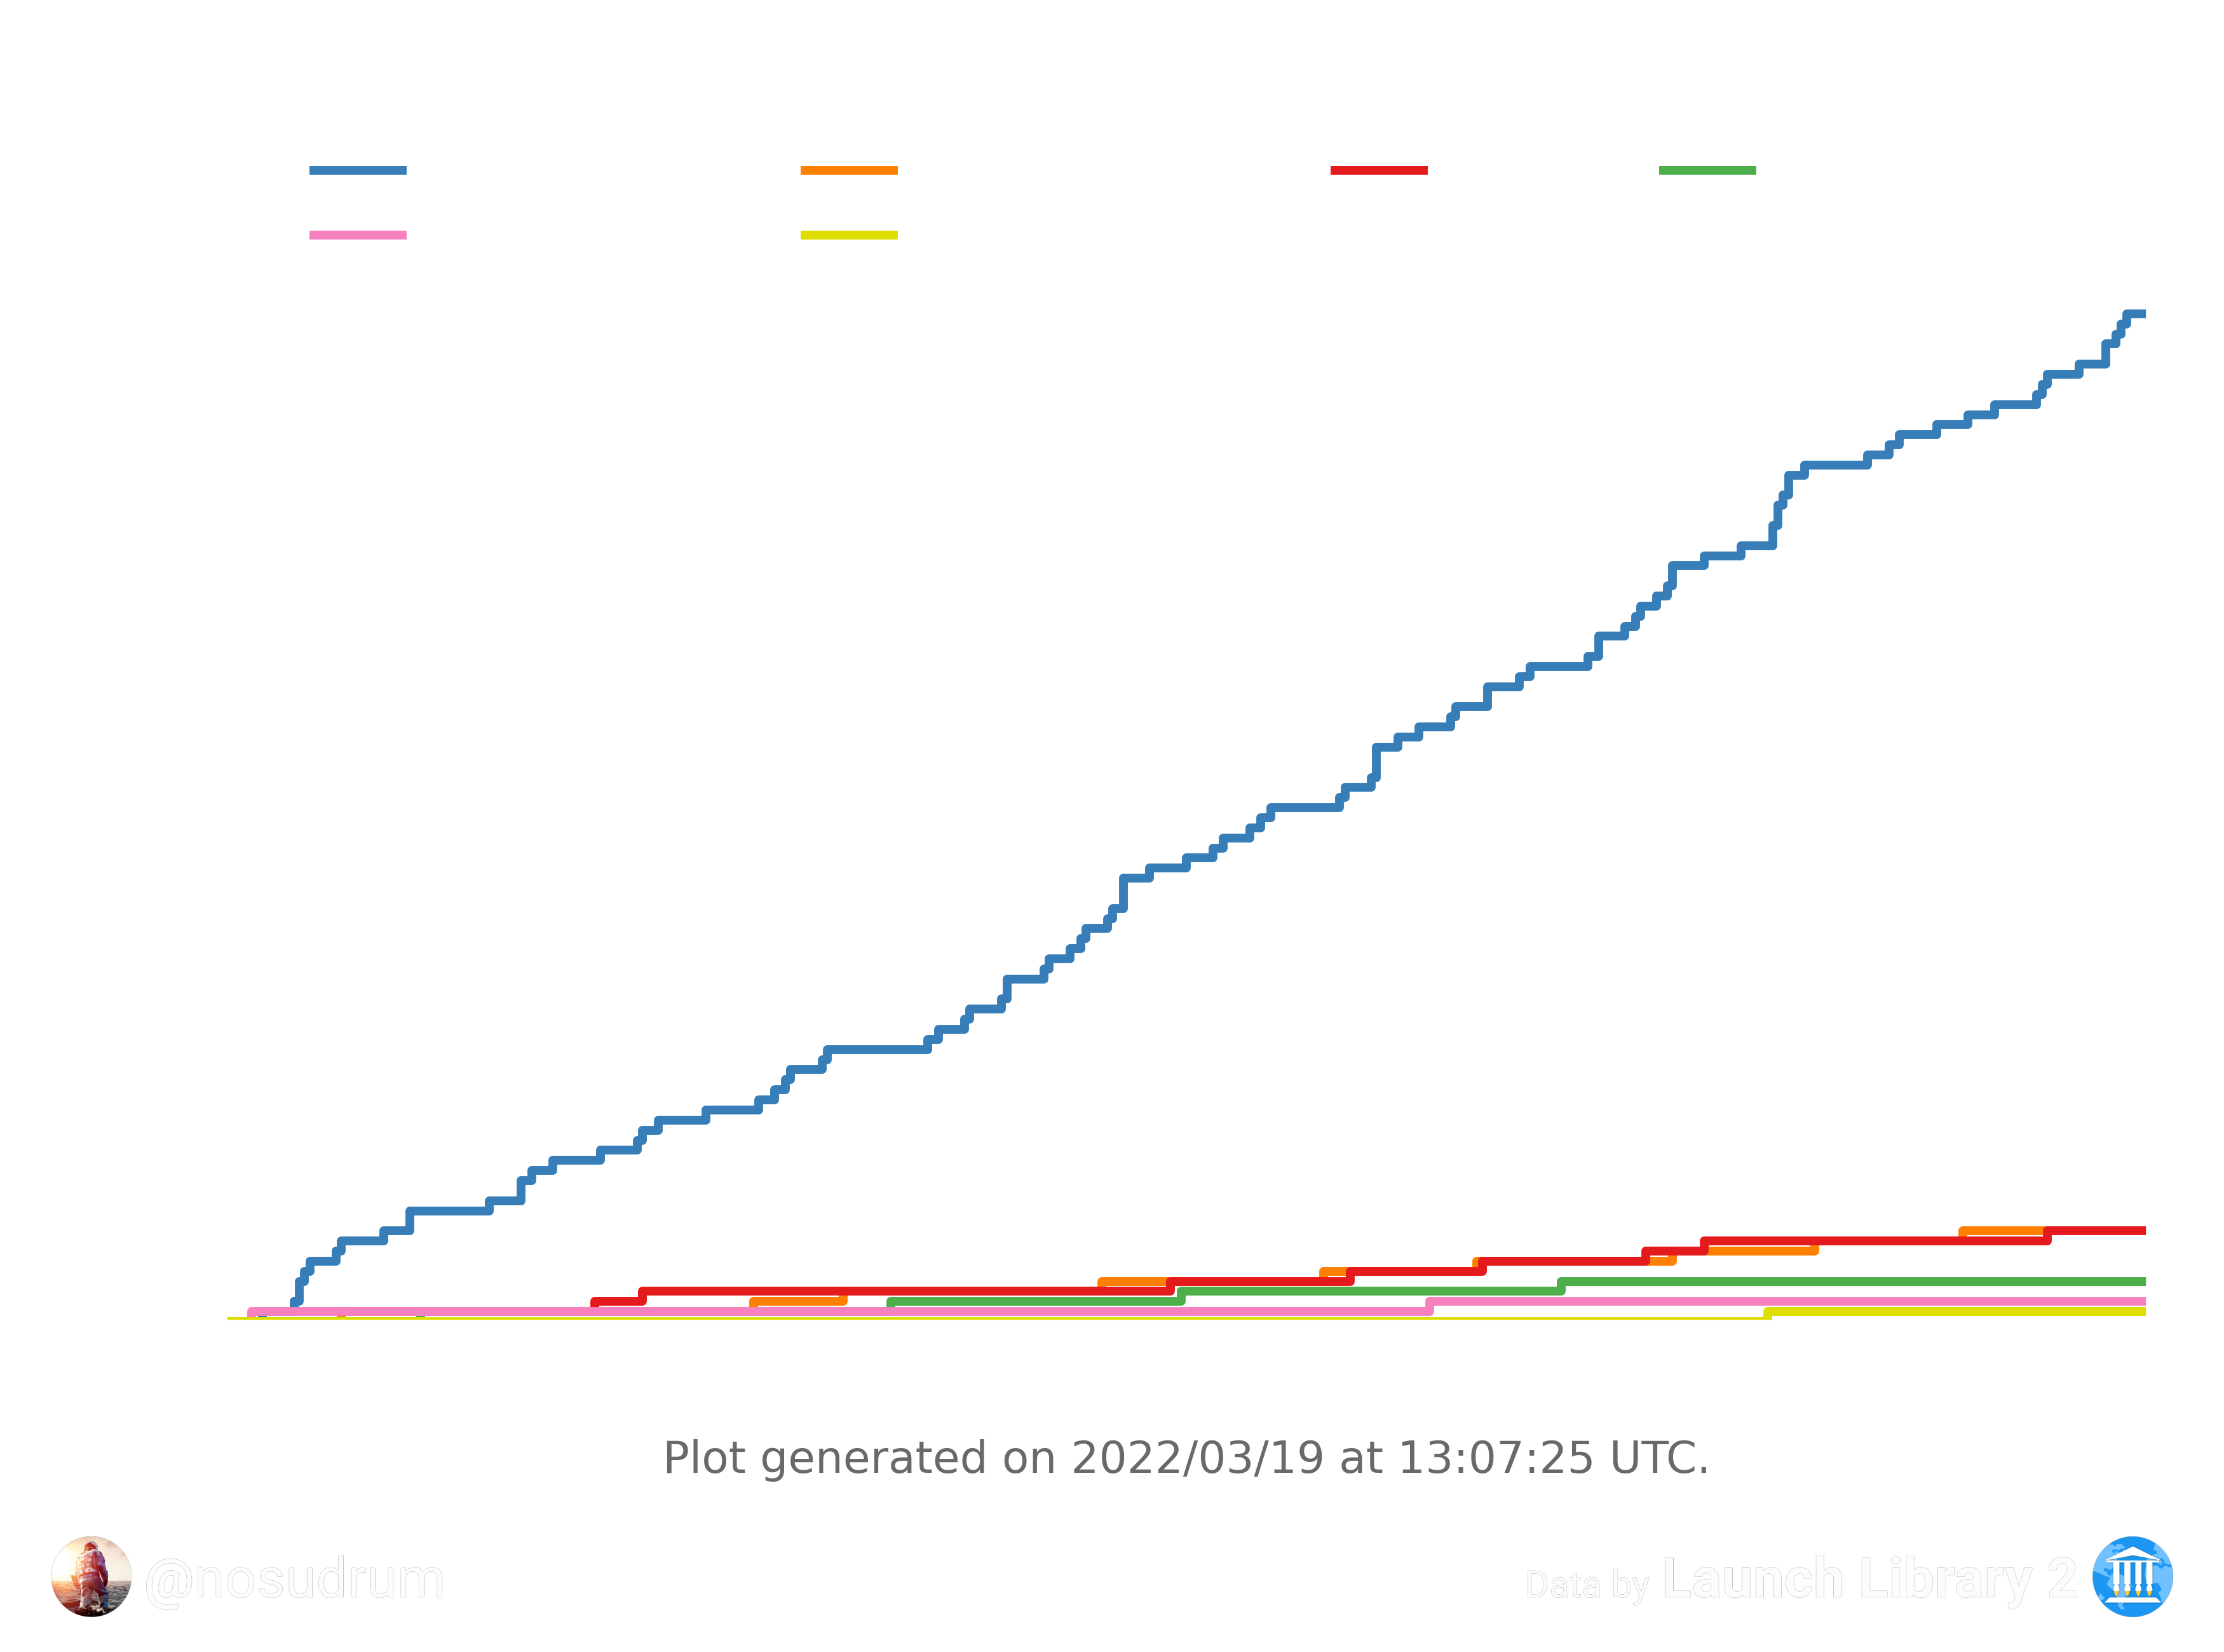 Plot generated on 2022/03/19 at 13:07:25 UTC.
@nosudrum
Data by Launch Library 2